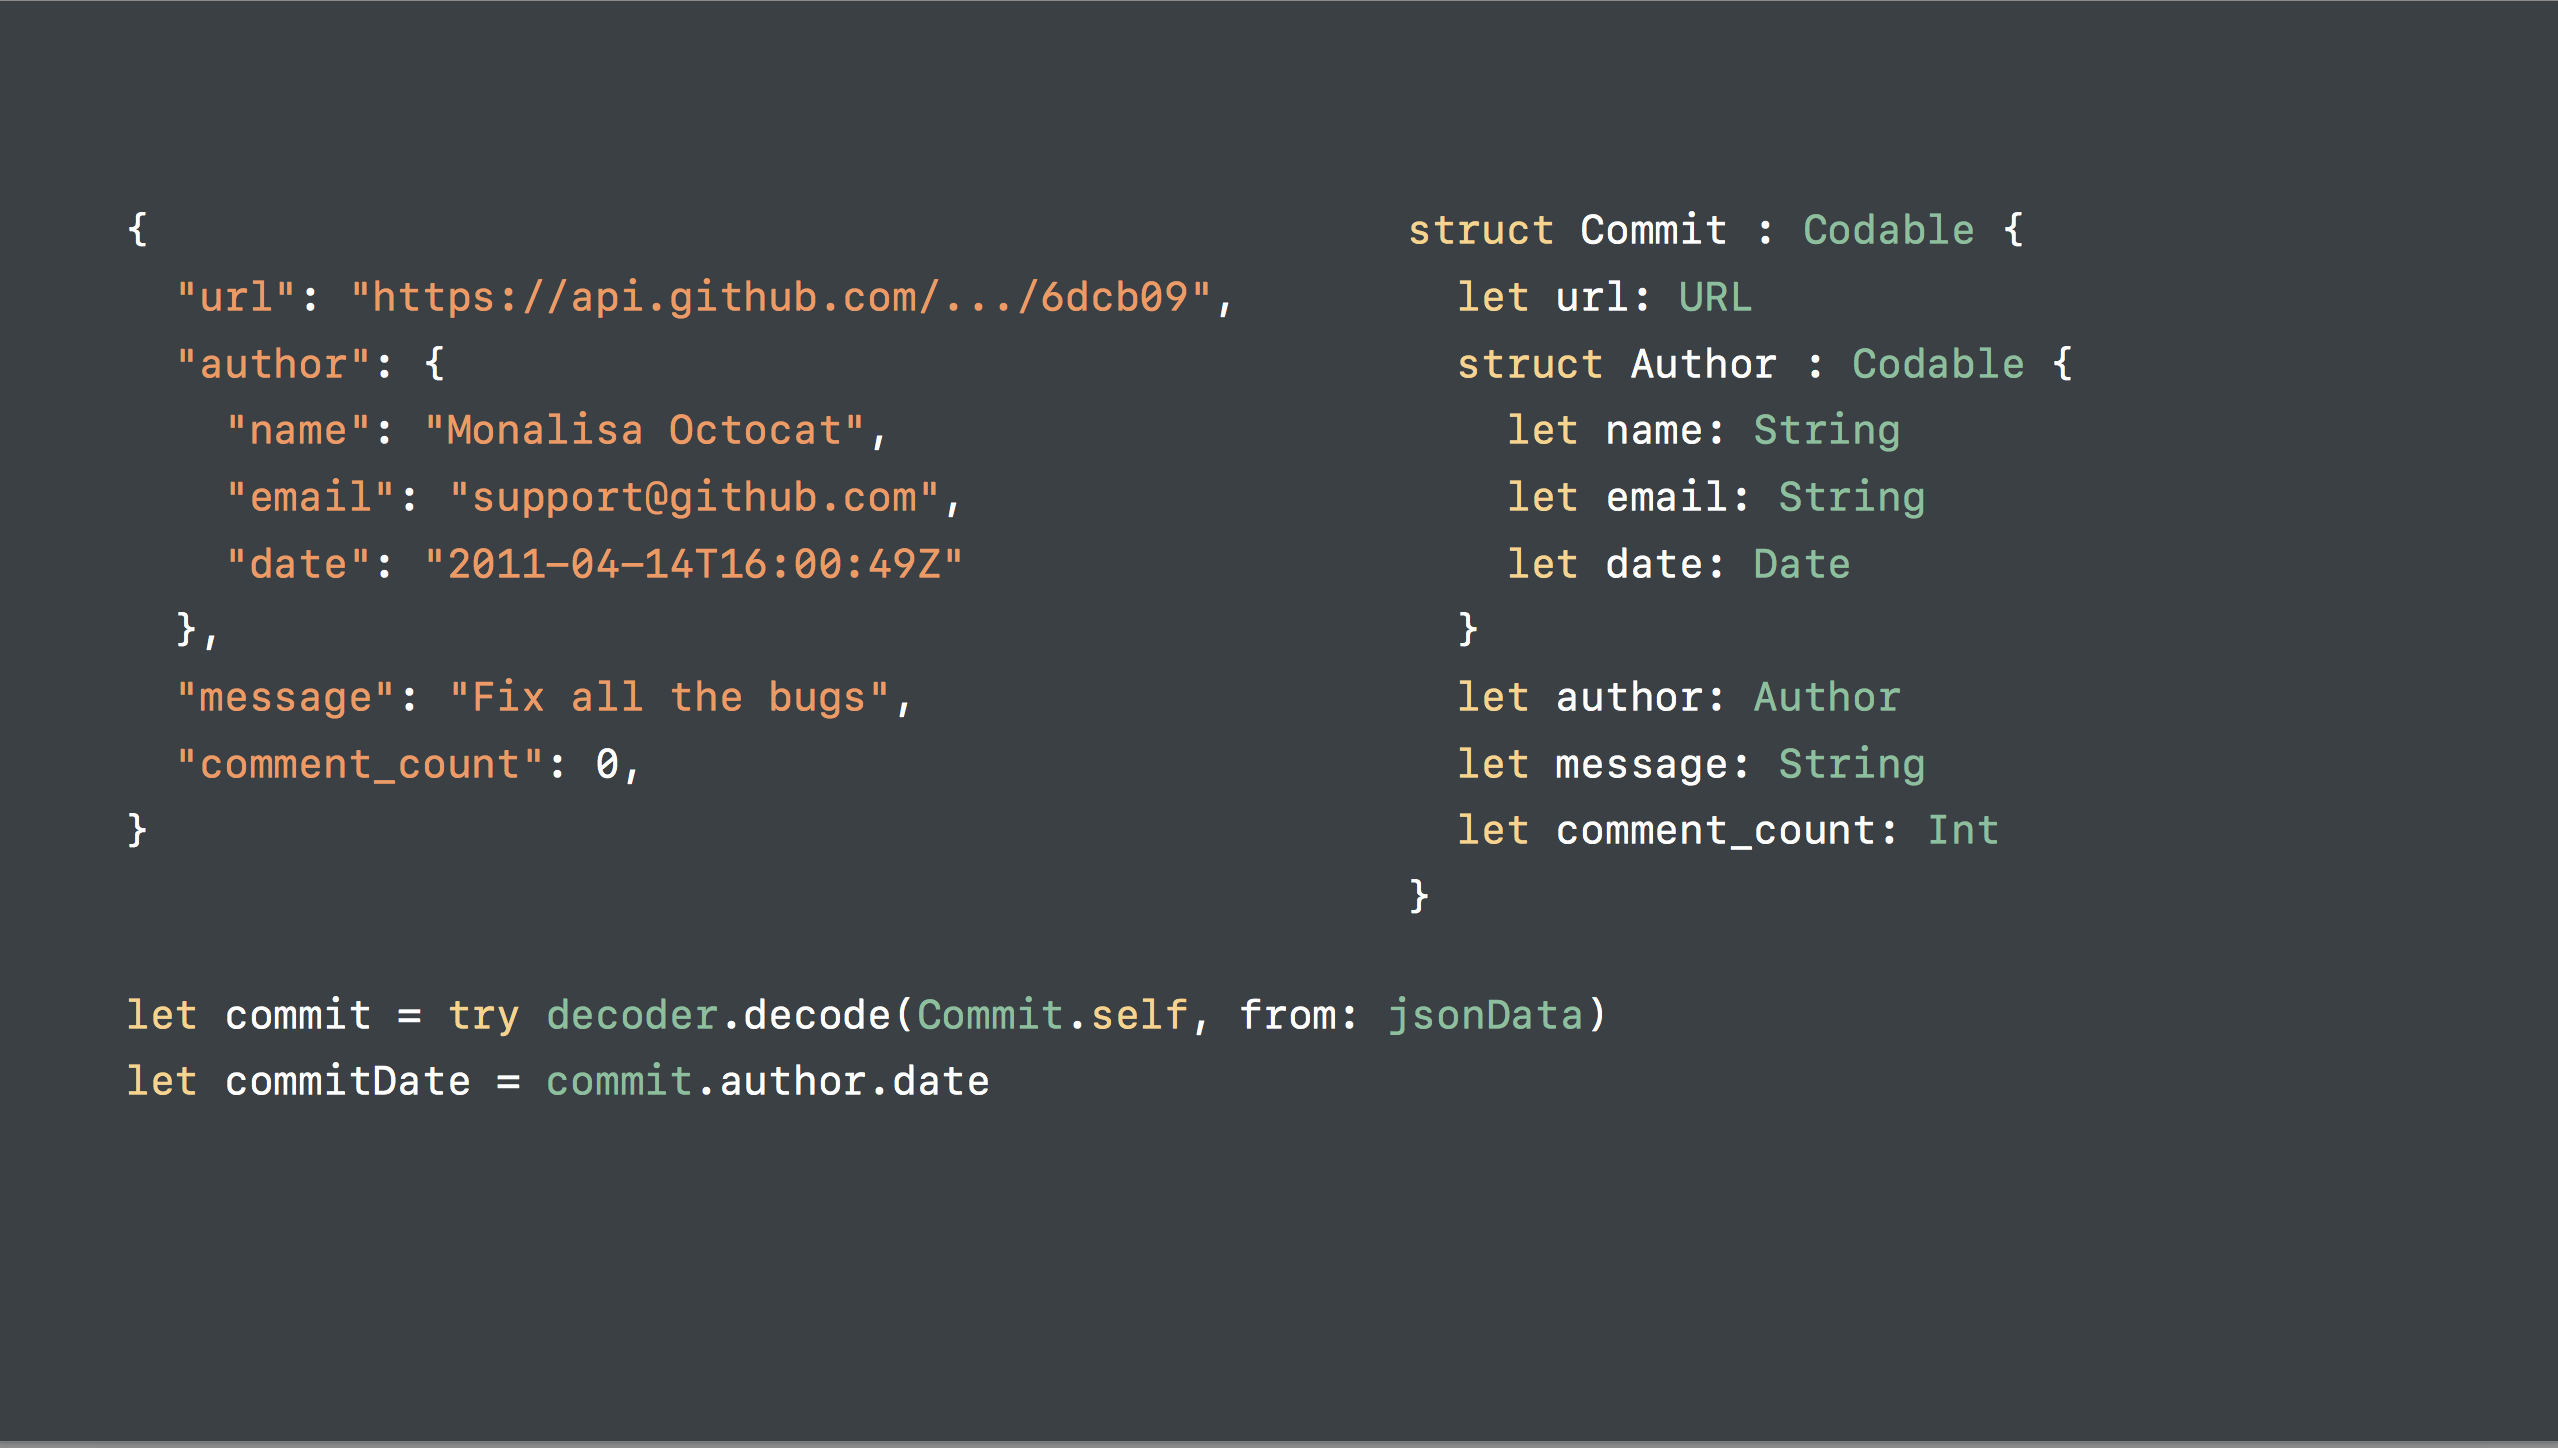 {
  "url": "https://api.github.com/.../6dcb09",
  "author": {
    "name": "Monalisa Octocat",
    "email": "support@github.com",
    "date": "2011-04-14T16:00:49Z"
  },
  "message": "Fix all the bugs",
  "comment_count": 0,
}
struct Commit : Codable {
  let url: URL
  struct Author : Codable {
    let name: String
    let email: String
    let date: Date
  }
  let author: Author
  let message: String
  let comment_count: Int
}
let commit = try decoder.decode(Commit.self, from: jsonData)
let commitDate = commit.author.date